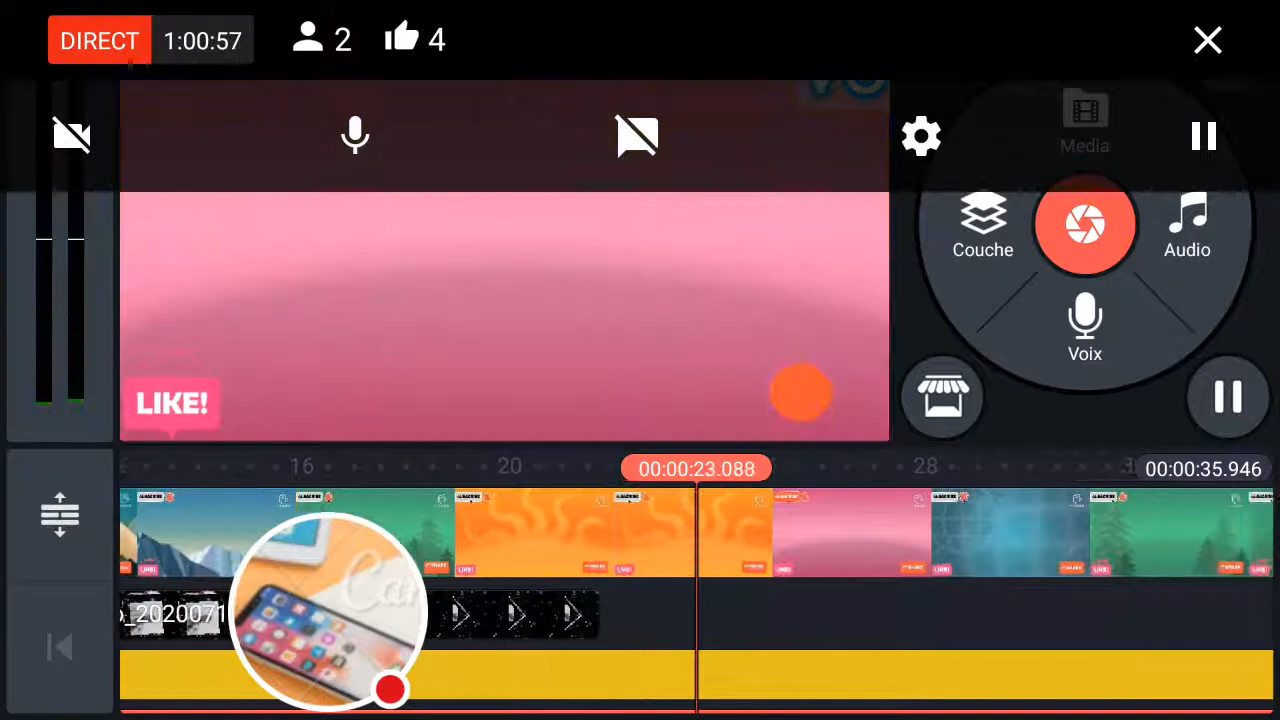 DIRECT 1:00:57 2 4
Media
Couche
Audio
Voix
LIKE!
16 20 00:00:23.088 28 00:00:35.946
_2020071